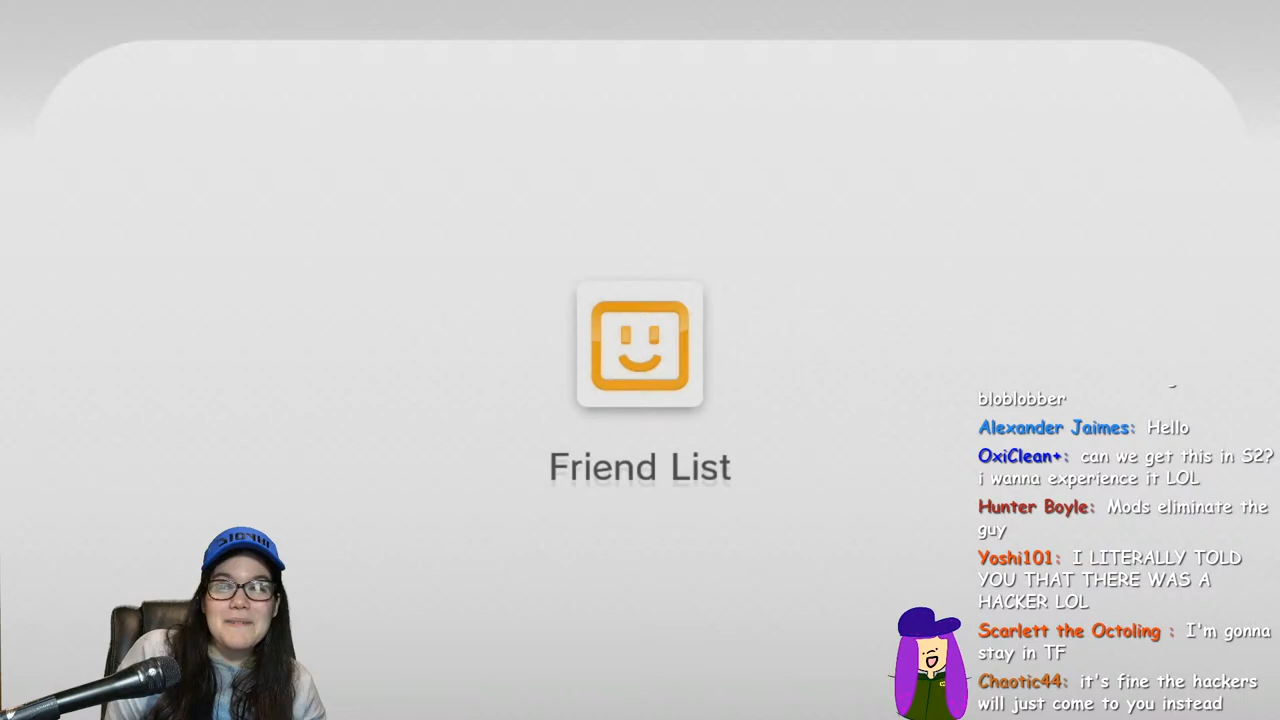 Friend List
bloblobber
Alexander Jaimes: Hello
OxiClean+: can we get this in S2?
i wanna experience it LOL
Hunter Boyle: Mods eliminate the
guy
Yoshi101: I LITERALLY TOLD
YOU THAT THERE WAS A
HACKER LOL
Scarlett the Octoling : I'm gonna
stay in TF
Chaotic44: it's fine the hackers
will just come to you instead